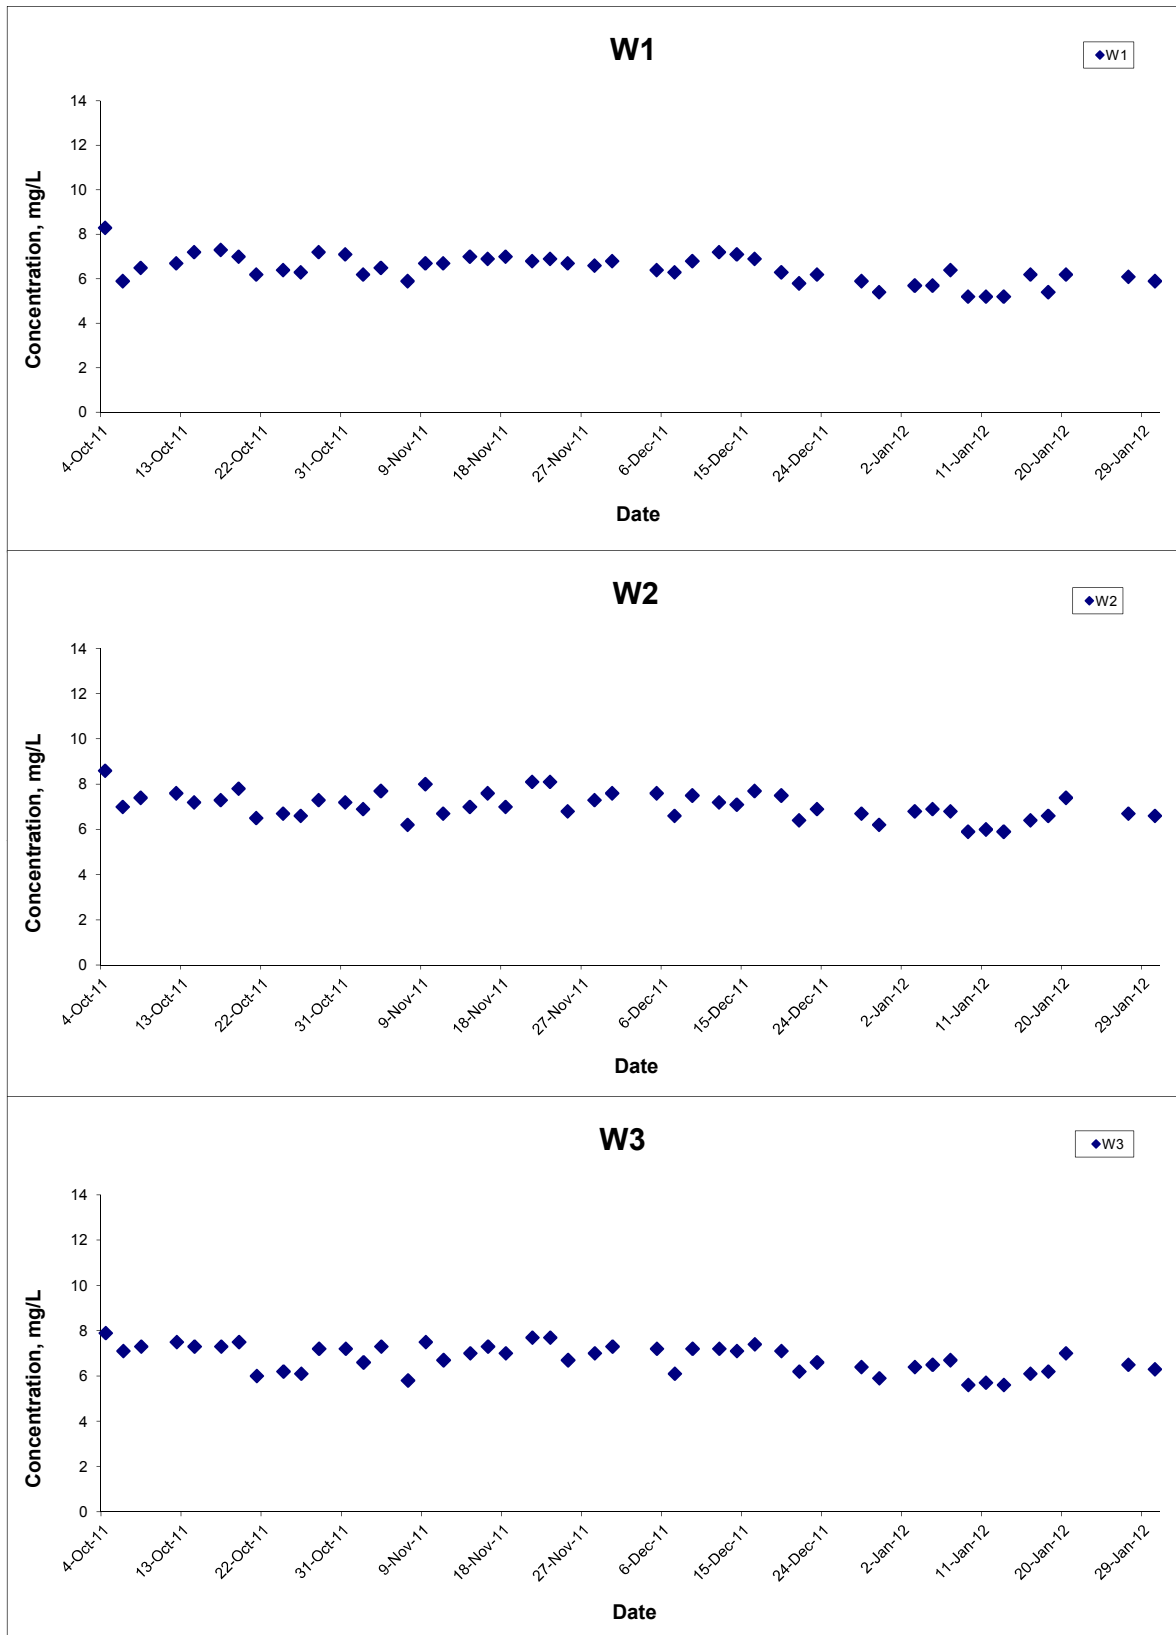 W1
W1
14
12
10
8
6
4
2
0
Concentration, mg/L
4-Oct-11
13-Oct-11
22-Oct-11
31-Oct-11
9-Nov-11
18-Nov-11
27-Nov-11
6-Dec-11
15-Dec-11
24-Dec-11
2-Jan-12
11-Jan-12
20-Jan-12
29-Jan-12
Date
W2
W2
14
12
10
8
6
4
2
0
Concentration, mg/L
4-Oct-11
13-Oct-11
22-Oct-11
31-Oct-11
9-Nov-11
18-Nov-11
27-Nov-11
6-Dec-11
15-Dec-11
24-Dec-11
2-Jan-12
11-Jan-12
20-Jan-12
29-Jan-12
Date
W3
W3
14
12
10
8
6
4
2
0
Concentration, mg/L
4-Oct-11
13-Oct-11
22-Oct-11
31-Oct-11
9-Nov-11
18-Nov-11
27-Nov-11
6-Dec-11
15-Dec-11
24-Dec-11
2-Jan-12
11-Jan-12
20-Jan-12
29-Jan-12
Date